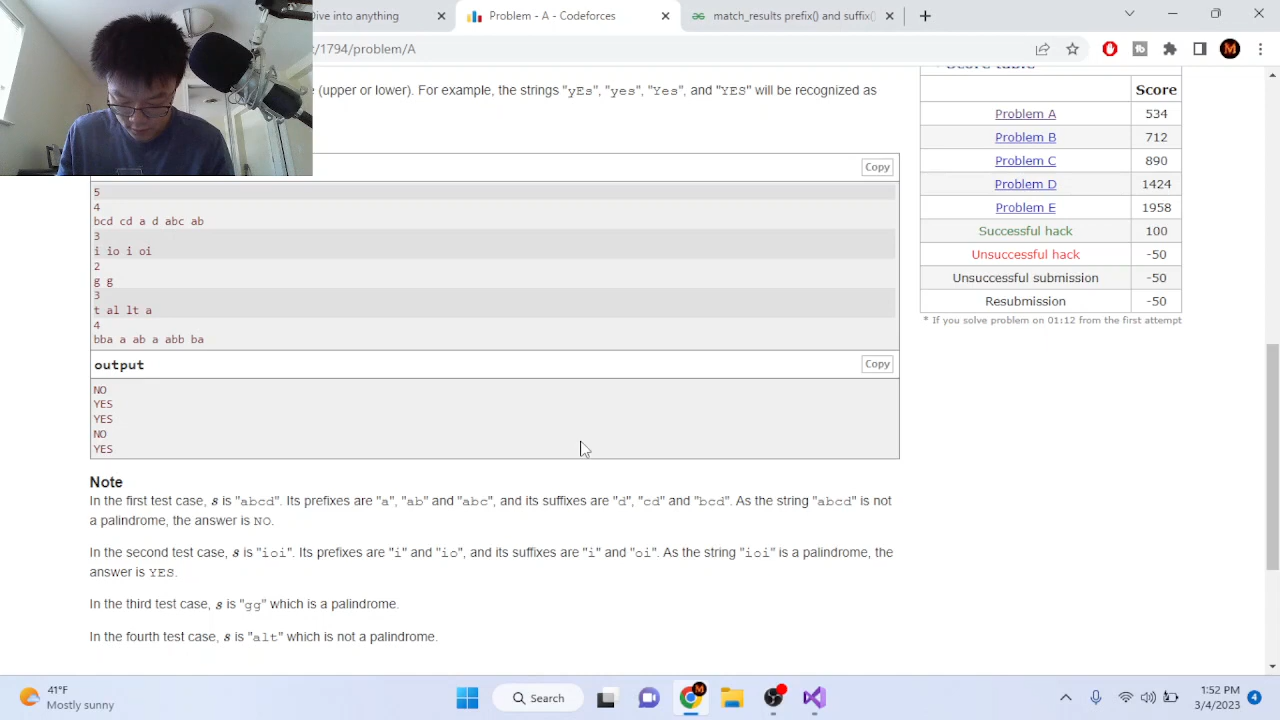 Dive into anything
Problem - A - Codeforces
match_results prefix() and suffix()
/1794/problem/A
(upper or lower). For example, the strings "yEs", "yes", "Yes", and "YES" will be recognized as
Copy
5
4
bcd cd a d abc ab
3
i io i oi
2
g g
3
t al lt a
4
bba a ab a abb ba
output
Copy
NO
YES
YES
NO
YES
Note
In the first test case, s is "abcd". Its prefixes are "a", "ab" and "abc", and its suffixes are "d", "cd" and "bcd". As the string "abcd" is not
a palindrome, the answer is NO.
In the second test case, s is "ioi". Its prefixes are "i" and "io", and its suffixes are "i" and "oi". As the string "ioi" is a palindrome, the
answer is YES.
In the third test case, s is "gg" which is a palindrome.
In the fourth test case, s is "alt" which is not a palindrome.
Score
Problem A 534
Problem B 712
Problem C 890
Problem D 1424
Problem E 1958
Successful hack 100
Unsuccessful hack -50
Unsuccessful submission -50
Resubmission -50
* If you solve problem on 01:12 from the first attempt
41°F
Mostly sunny
Search
1:52 PM
3/4/2023
4